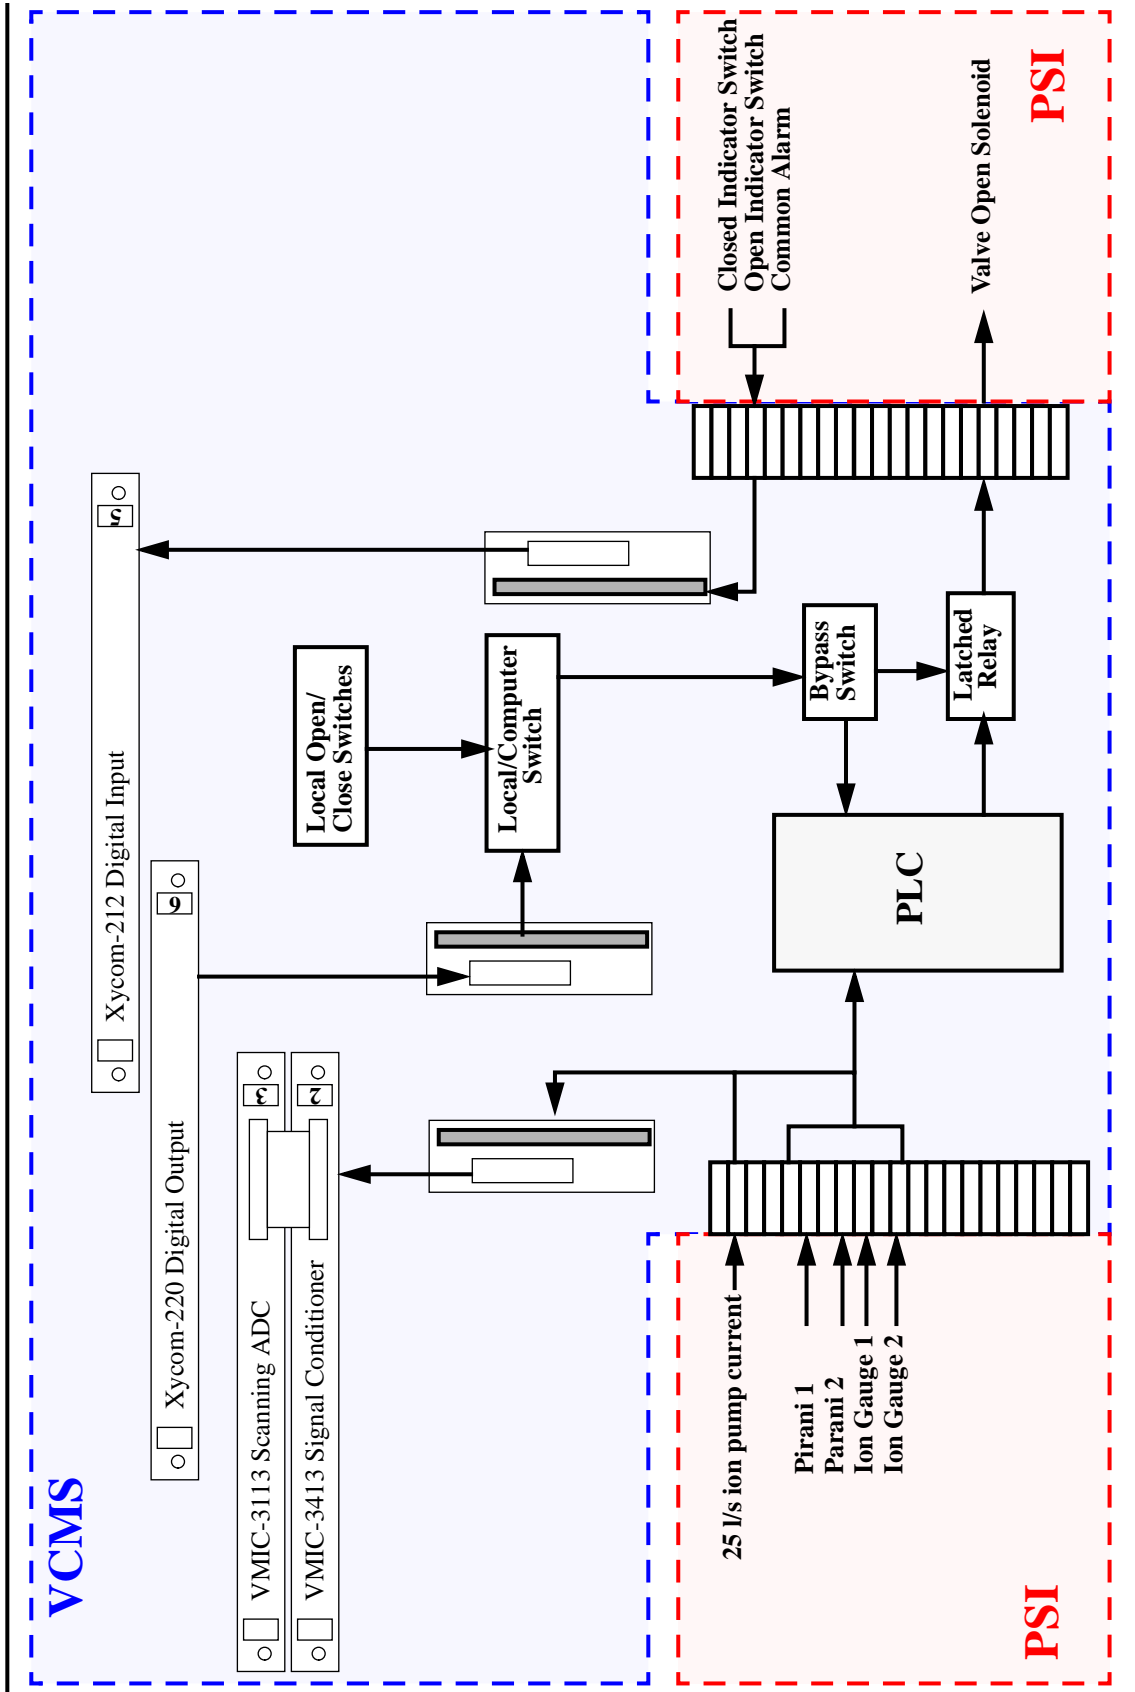 VCMS
Xycom-212 Digital Input
5
Xycom-220 Digital Output
6
VMIC-3113 Scanning ADC
3
VMIC-3413 Signal Conditioner
2
Local Open/
Close Switches
Local/Computer
Switch
Bypass
Switch
Latched
Relay
PLC
PSI
25 l/s ion pump current
Pirani 1
Parani 2
Ion Gauge 1
Ion Gauge 2
Closed Indicator Switch
Open Indicator Switch
Common Alarm
Valve Open Solenoid
PSI